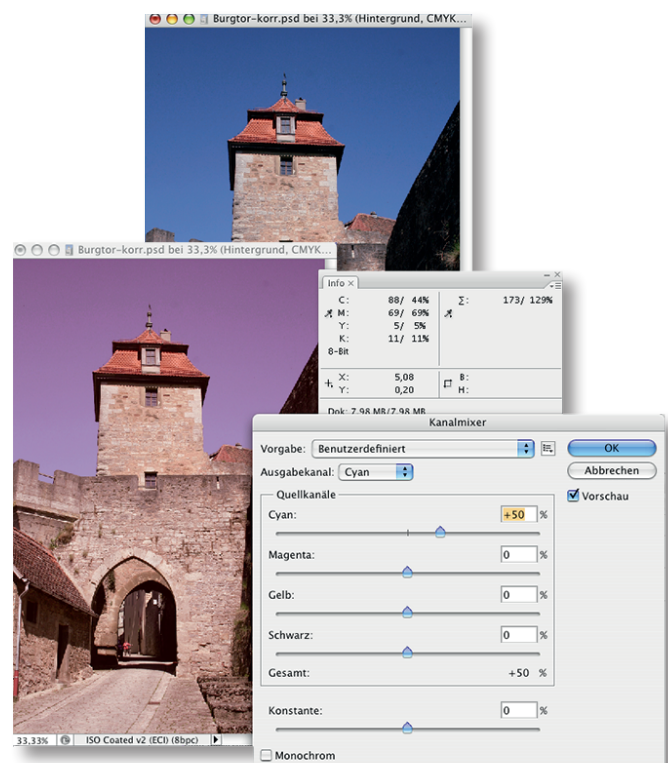 Burgtor-korr.psd bei 33,3% (Hintergrund, CMYK...
Burgtor-korr.psd bei 33,3% (Hintergrund, CMYK...
Info ×
C: 88/ 44% Σ: 173/ 129%
M: 69/ 69%
Y: 5/ 5%
K: 11/ 11%
8-Bit
X: 5,08 B:
Y: 0,20 H:
Dok: 7,98 MB/7,98 MB
Kanalmixer
Vorgabe: Benutzerdefiniert OK
Ausgabekanal: Cyan Abbrechen
Quellkanäle Vorschau
Cyan: +50 %
Magenta: 0 %
Gelb: 0 %
Schwarz: 0 %
Gesamt: +50 %
Konstante: 0 %
33,33% ISO Coated v2 (ECI) (8bpc)
Monochrom